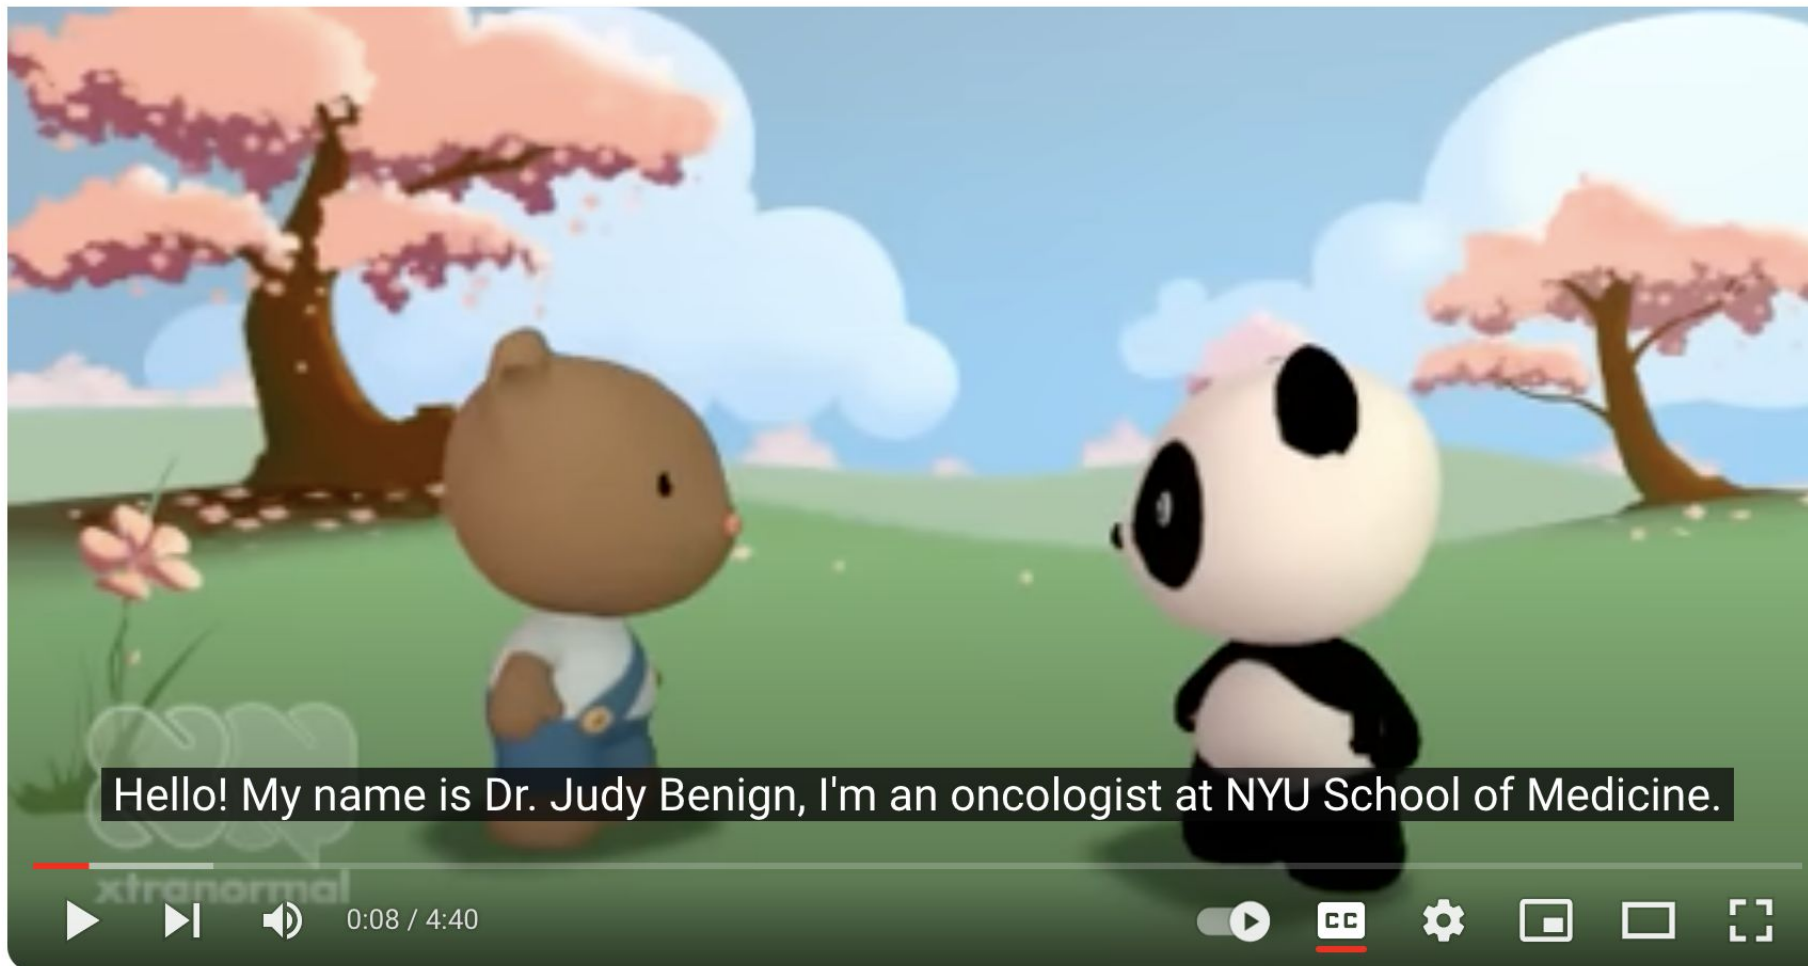 Hello! My name is Dr. Judy Benign, I'm an oncologist at NYU School of Medicine.
xtranormal
0:08 / 4:40
CC